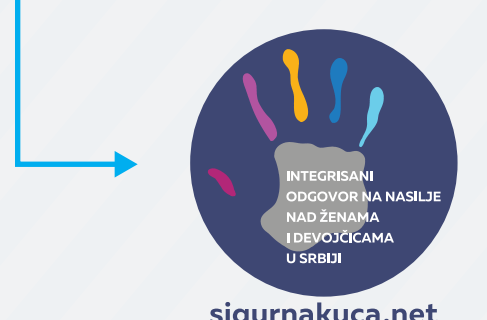 INTEGRISANI
ODGOVOR NA NASILJE
NAD ŽENAMA
I DEVOJČICAMA
U SRBIJI
sigurnakuca.net